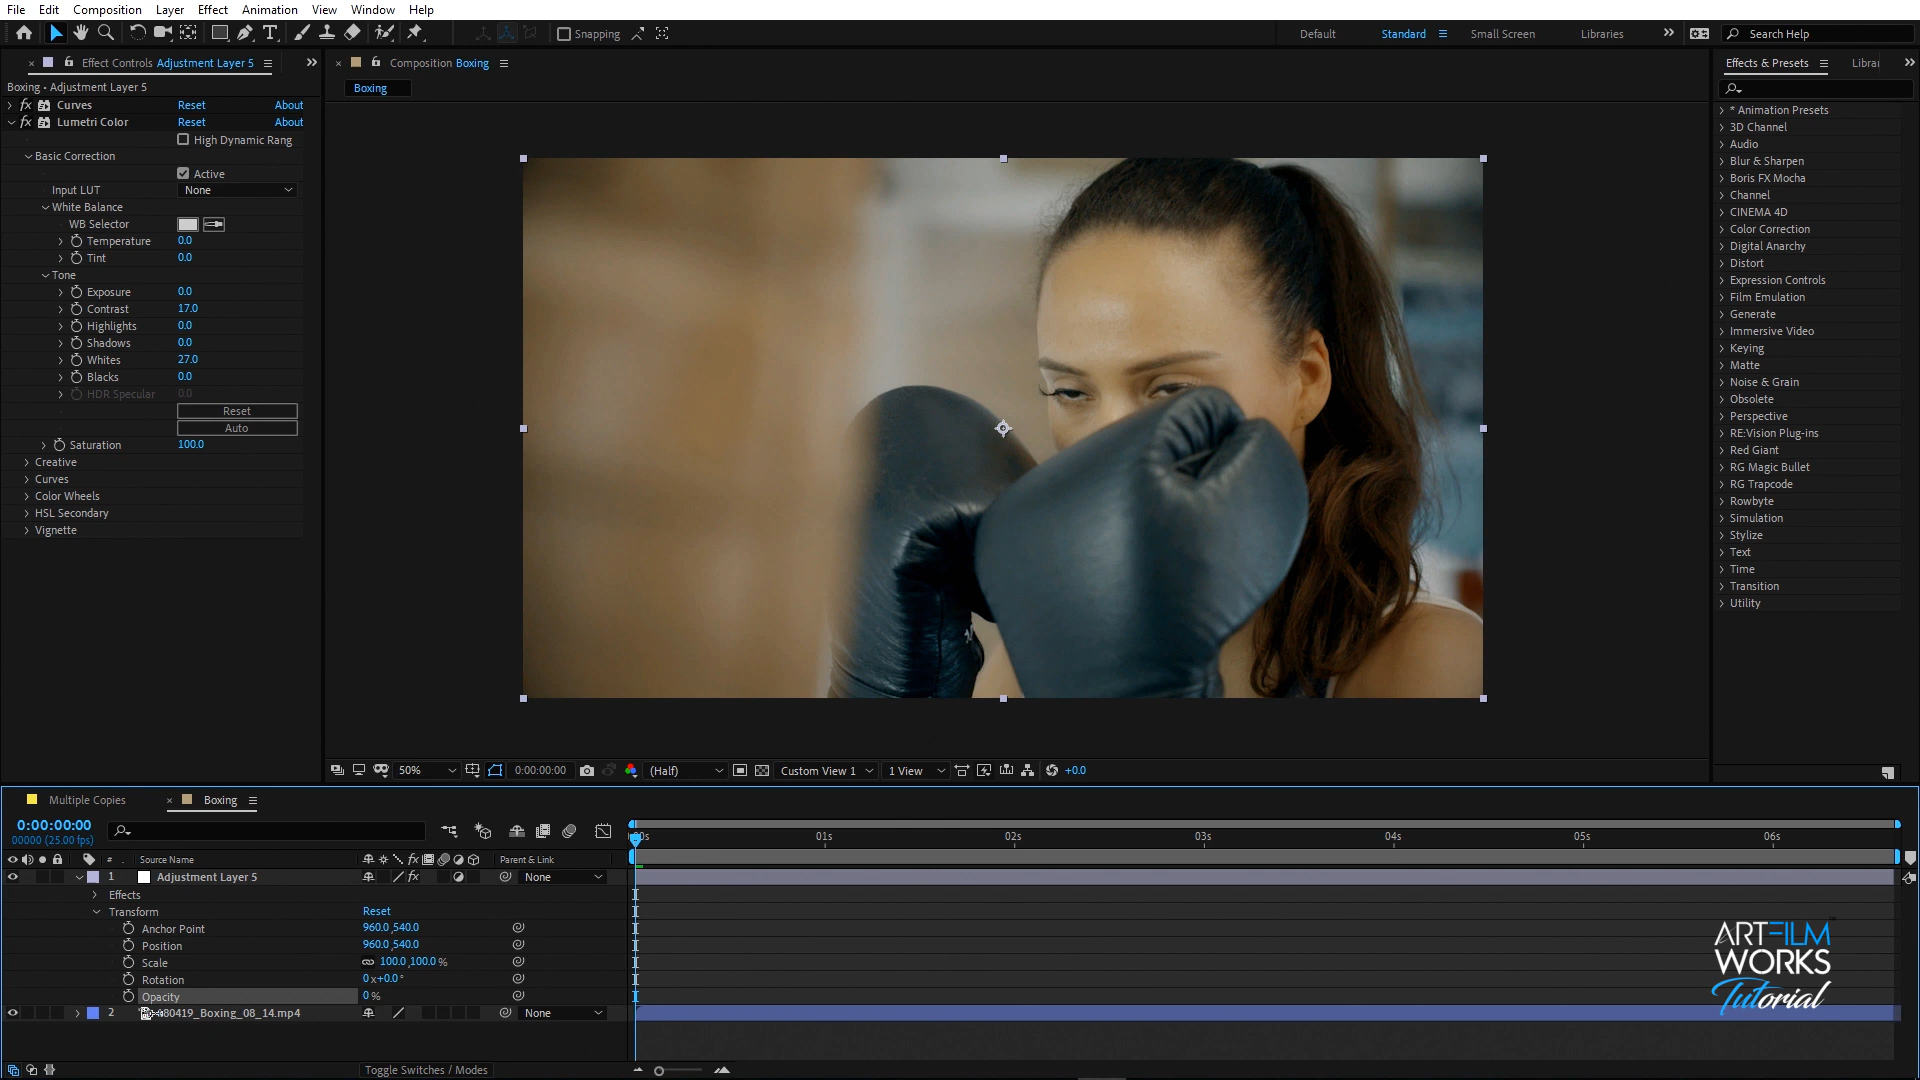 File Edit Composition Layer Effect Animation View Window Help
Snapping Default Standard Small Screen Libraries Search Help
Effect Controls Adjustment Layer 5
Composition Boxing
Effects & Presets
Boxing • Adjustment Layer 5
Boxing
Curves Reset About
Lumetri Color Reset About
High Dynamic Rang
Basic Correction
Active
Input LUT None
White Balance
WB Selector
Temperature 0.0
Tint 0.0
Tone
Exposure 0.0
Contrast 17.0
Highlights 0.0
Shadows 0.0
Whites 27.0
Blacks 0.0
HDR Specular 0.0
Reset
Auto
Saturation 100.0
Creative
Curves
Color Wheels
HSL Secondary
Vignette
* Animation Presets
3D Channel
Audio
Blur & Sharpen
Boris FX Mocha
Channel
CINEMA 4D
Color Correction
Digital Anarchy
Distort
Expression Controls
Film Emulation
Generate
Immersive Video
Keying
Matte
Noise & Grain
Obsolete
Perspective
RE:Vision Plug-ins
Red Giant
RG Magic Bullet
RG Trapcode
Rowbyte
Simulation
Stylize
Text
Time
Transition
Utility
50% 0:00:00:00 (Half) Custom View 1 1 View +0.0
Multiple Copies Boxing
0:00:00:00
00000 (25.00 fps)
01s 02s 03s 04s 05s 06s
# Source Name fx Parent & Link
1 Adjustment Layer 5 fx None
Effects
Transform Reset
Anchor Point 960.0,540.0
Position 960.0,540.0
Scale 100.0,100.0%
Rotation 0x+0.0°
Opacity 0%
2 80419_Boxing_08_14.mp4 None
Toggle Switches / Modes
ARTFILM
WORKS
Tutorial